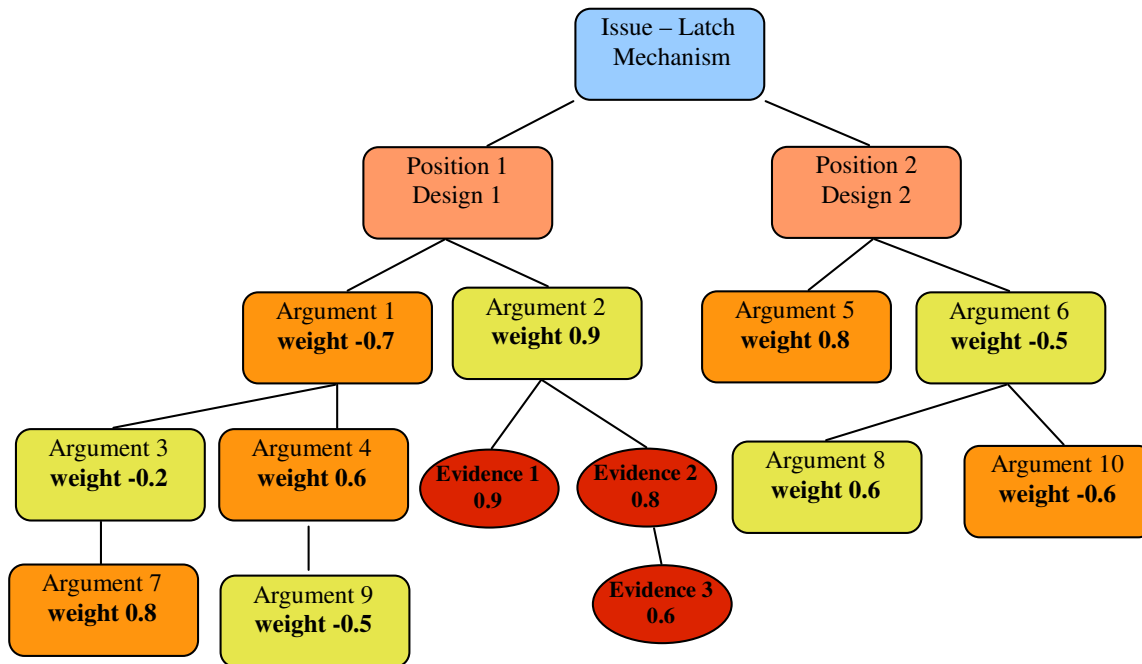 Issue – Latch
Mechanism
Position 1
Design 1
Position 2
Design 2
Argument 1
weight -0.7
Argument 2
weight 0.9
Argument 5
weight 0.8
Argument 6
weight -0.5
Argument 3
weight -0.2
Argument 4
weight 0.6
Evidence 1
0.9
Evidence 2
0.8
Argument 8
weight 0.6
Argument 10
weight -0.6
Argument 7
weight 0.8
Argument 9
weight -0.5
Evidence 3
0.6